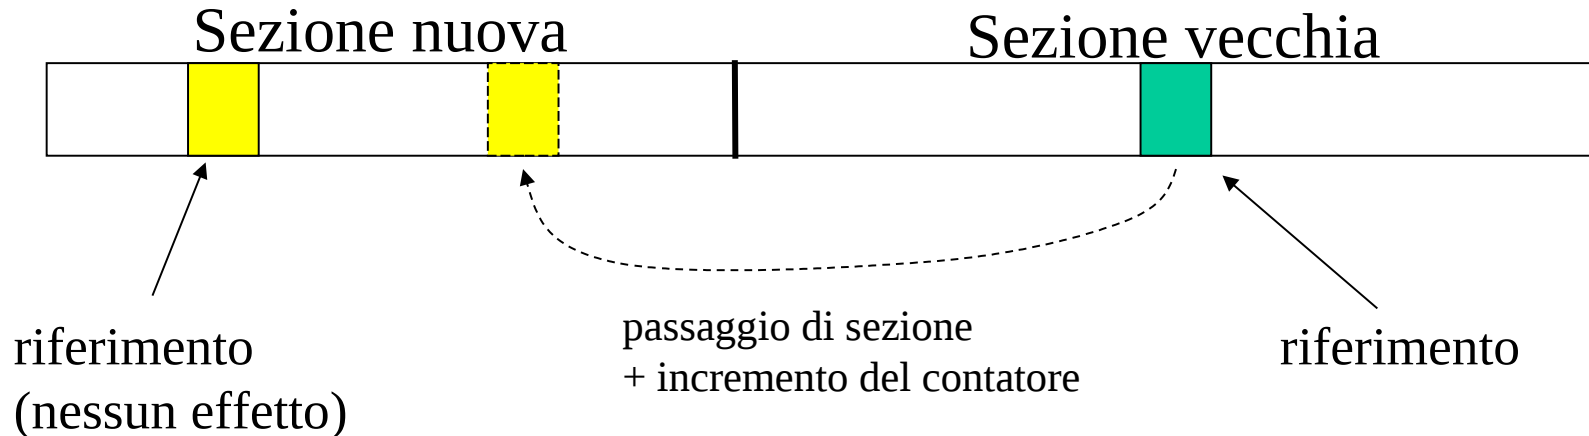 Sezione nuova
Sezione vecchia
riferimento
(nessun effetto)
passaggio di sezione
+ incremento del contatore
riferimento